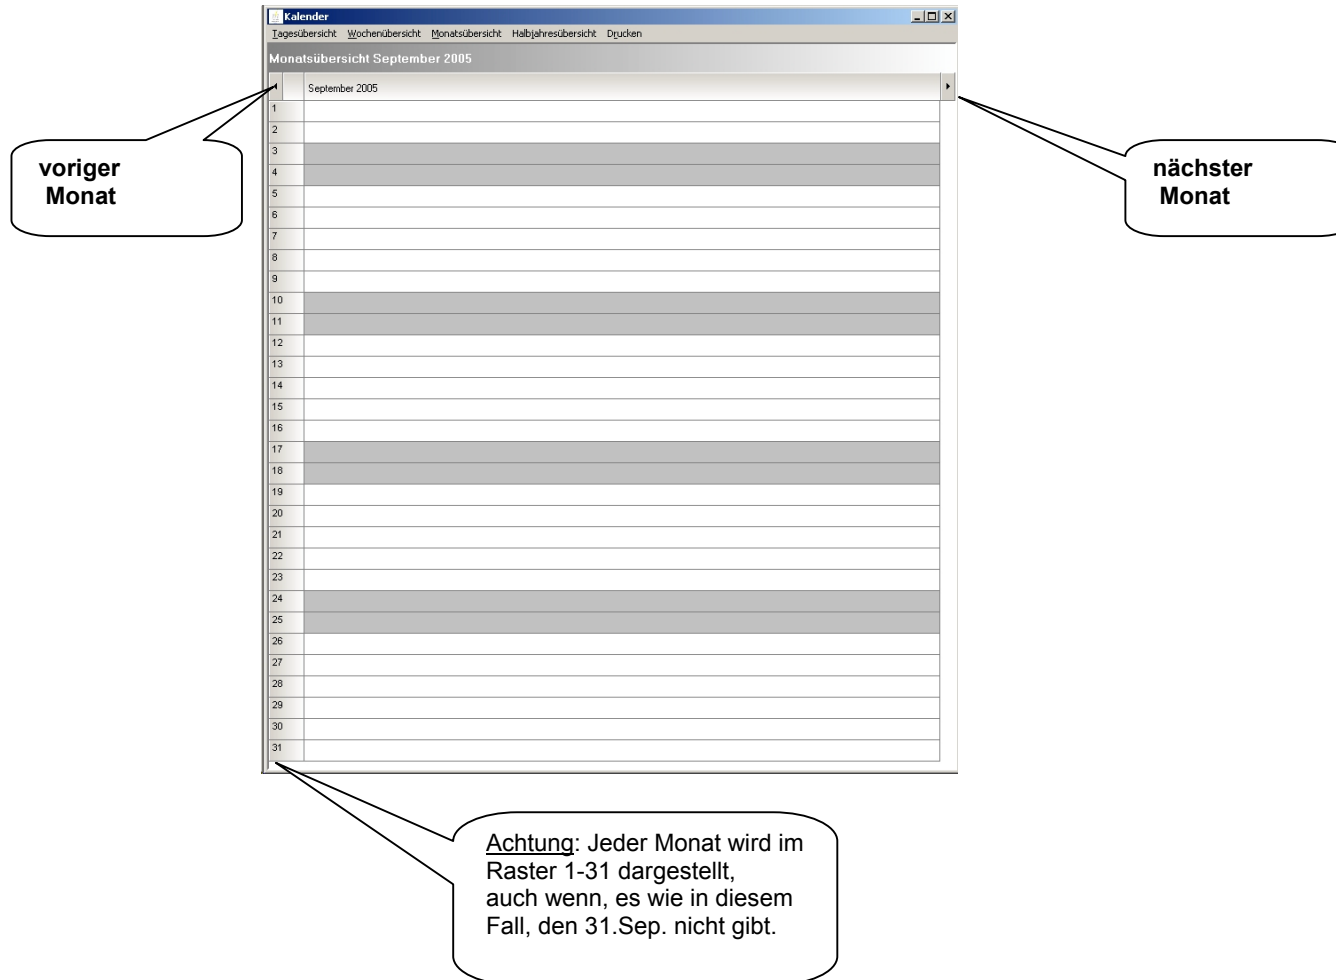 Kalender
Tagesübersicht Wochenübersicht Monatsübersicht Halbjahresübersicht Drucken
Monatsübersicht September 2005
September 2005
1
2
voriger
Monat
nächster
Monat
3
4
5
6
7
8
9
10
11
12
13
14
15
16
17
18
19
20
21
22
23
24
25
26
27
28
29
30
31
Achtung: Jeder Monat wird im
Raster 1-31 dargestellt,
auch wenn, es wie in diesem
Fall, den 31.Sep. nicht gibt.